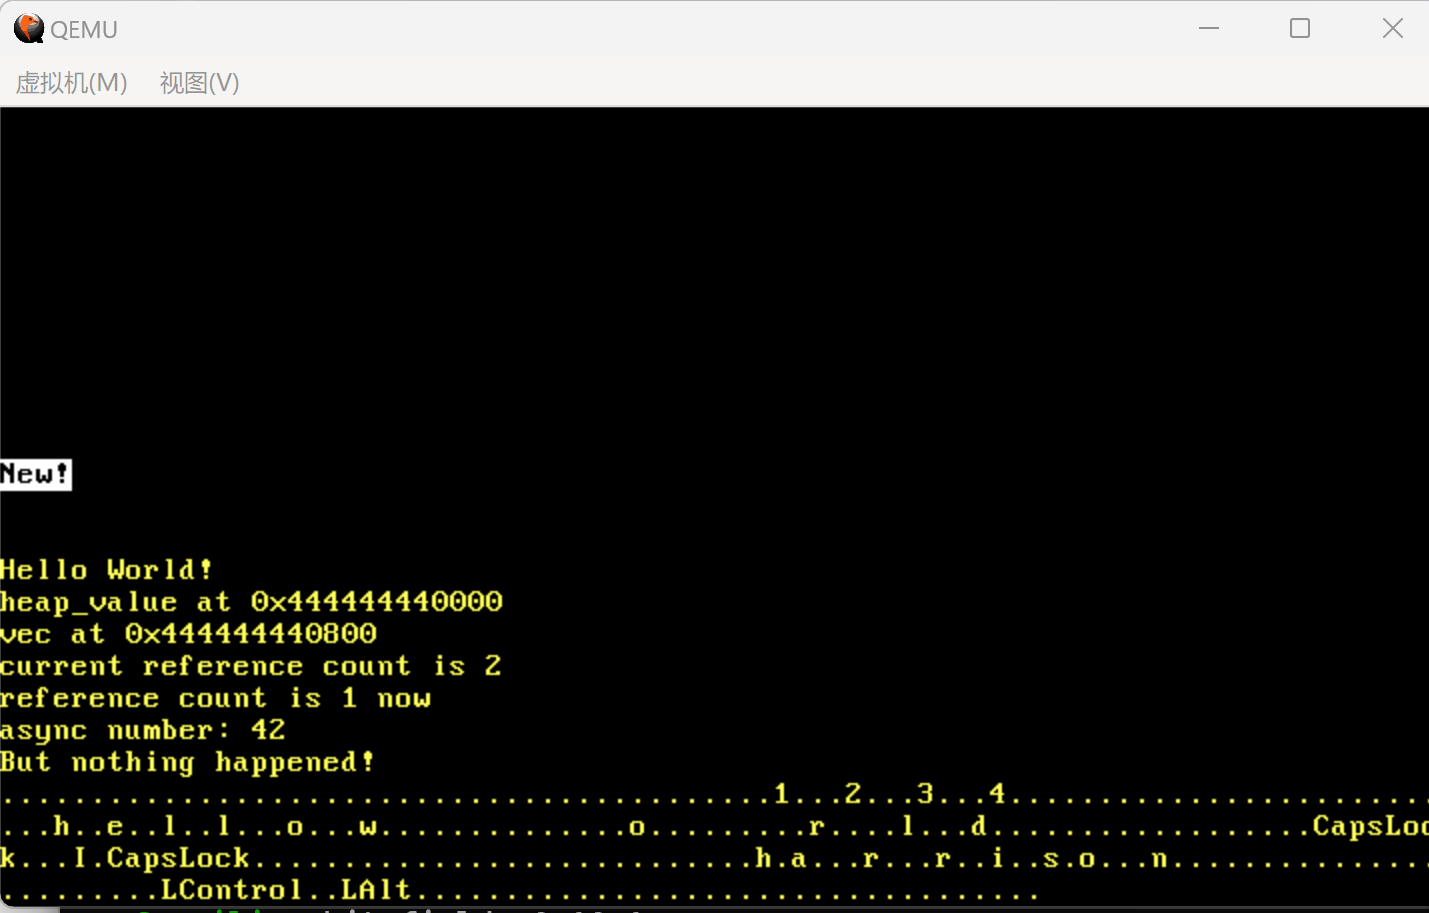 QEMU
虚拟机(M) 视图(V)
New!
Hello World!
heap_value at 0x444444440000
vec at 0x444444440800
current reference count is 2
reference count is 1 now
async number: 42
But nothing happened!
...........................................1...2...3...4........................
...h..e..l..l...o...w..............o.........r....l...d..................CapsLoc
k...I.CapsLock............................h.a...r...r..i..s.o...n...............
.........LControl..LAlt...................................